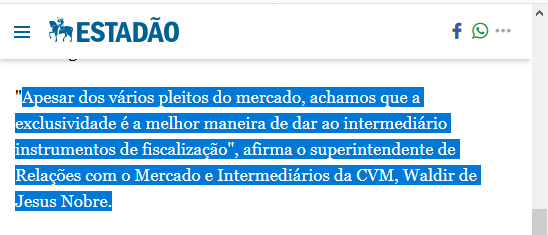 ESTADÃO
"Apesar dos vários pleitos do mercado, achamos que a
exclusividade é a melhor maneira de dar ao intermediário
instrumentos de fiscalização", afirma o superintendente de
Relações com o Mercado e Intermediários da CVM, Waldir de
Jesus Nobre.